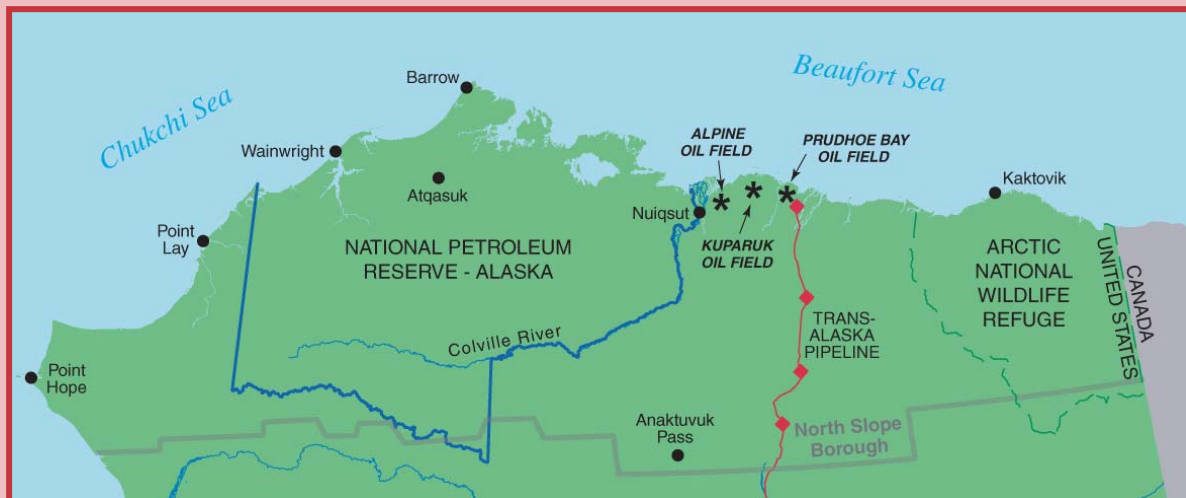 Beaufort Sea
Chukchi Sea
Barrow
Wainwright
Atqasuk
ALPINE
OIL FIELD
PRUDHOE BAY
OIL FIELD
Kaktovik
Nuiqsut
Point
Lay
KUPARUK
OIL FIELD
NATIONAL PETROLEUM
RESERVE - ALASKA
ARCTIC
NATIONAL
WILDLIFE
REFUGE
UNITED STATES
CANADA
TRANS-
ALASKA
PIPELINE
Colville River
Point
Hope
Anaktuvuk
Pass
North Slope
Borough